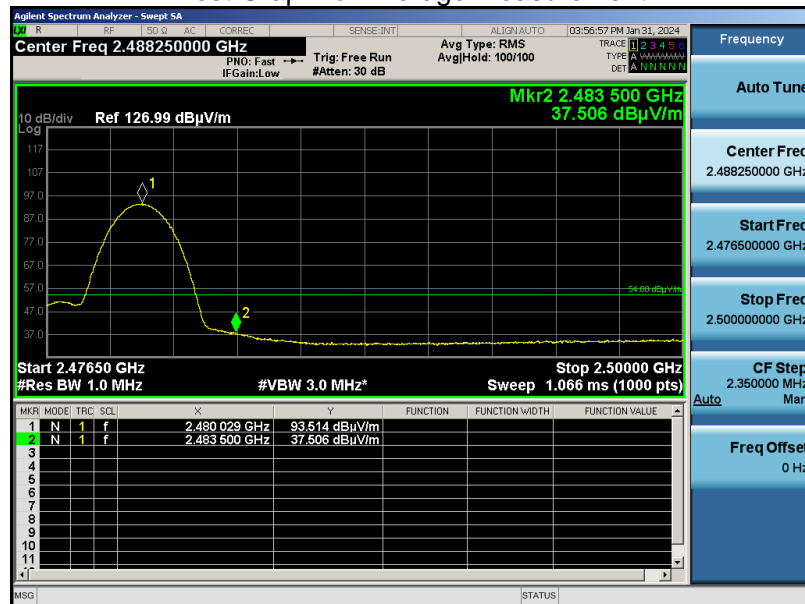 Agilent Spectrum Analyzer - Swept SA
LXI R RF 50 Ω AC CORREC SENSE:INT ALIGN AUTO 03:56:57 PM Jan 31, 2024
Center Freq 2.488250000 GHz
PNO: Fast
IFGain:Low
Trig: Free Run
#Atten: 30 dB
Avg Type: RMS
Avg|Hold: 100/100
TRACE 1 2 3 4 5 6
TYPE A
DET A N N N N N
Mkr2 2.483 500 GHz
37.506 dBµV/m
10 dB/div Ref 126.99 dBµV/m
Log
117
107
97.0
87.0
77.0
67.0
57.0
47.0
37.0
1
2
54.00 dBµV/m
Start 2.47650 GHz Stop 2.50000 GHz
#Res BW 1.0 MHz #VBW 3.0 MHz* Sweep 1.066 ms (1000 pts)
MKR MODE TRC SCL X Y FUNCTION FUNCTION WIDTH FUNCTION VALUE
1 N 1 f 2.480 029 GHz 93.514 dBµV/m
2 N 1 f 2.483 500 GHz 37.506 dBµV/m
3
4
5
6
7
8
9
10
11
MSG STATUS
Frequency
Auto Tune
Center Freq
2.488250000 GHz
Start Freq
2.476500000 GHz
Stop Freq
2.500000000 GHz
CF Step
2.350000 MHz
Auto Man
Freq Offset
0 Hz